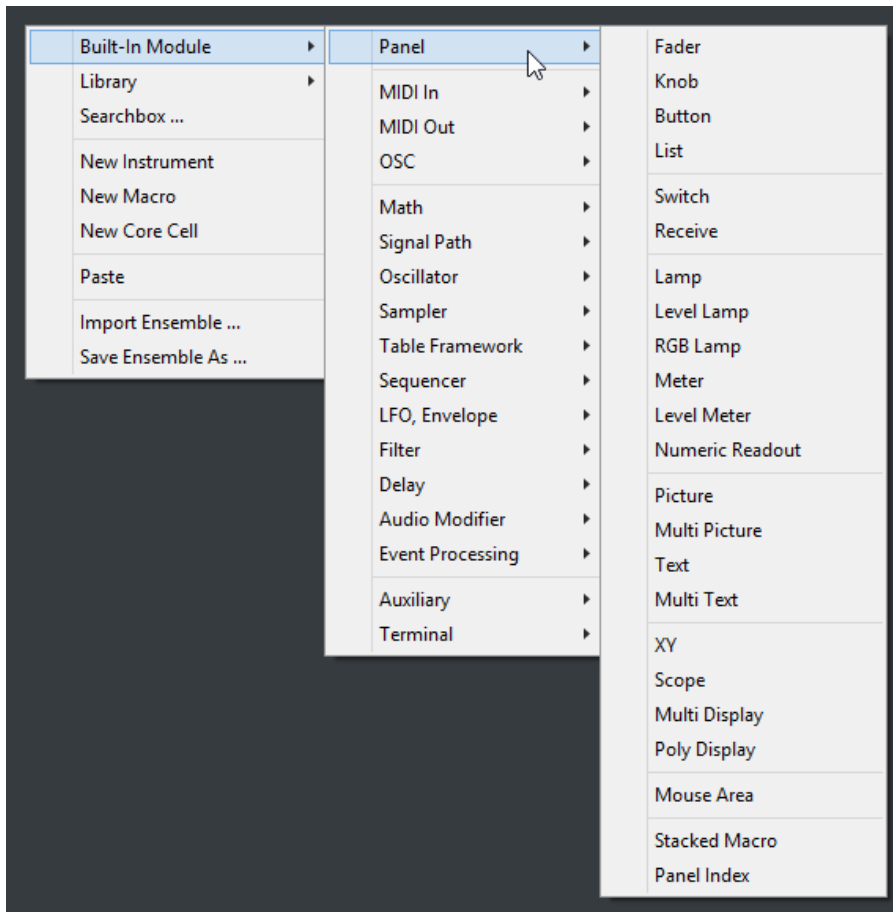 Built-In Module
Library
Searchbox ...
New Instrument
New Macro
New Core Cell
Paste
Import Ensemble ...
Save Ensemble As ...
Panel
MIDI In
MIDI Out
OSC
Math
Signal Path
Oscillator
Sampler
Table Framework
Sequencer
LFO, Envelope
Filter
Delay
Audio Modifier
Event Processing
Auxiliary
Terminal
Fader
Knob
Button
List
Switch
Receive
Lamp
Level Lamp
RGB Lamp
Meter
Level Meter
Numeric Readout
Picture
Multi Picture
Text
Multi Text
XY
Scope
Multi Display
Poly Display
Mouse Area
Stacked Macro
Panel Index